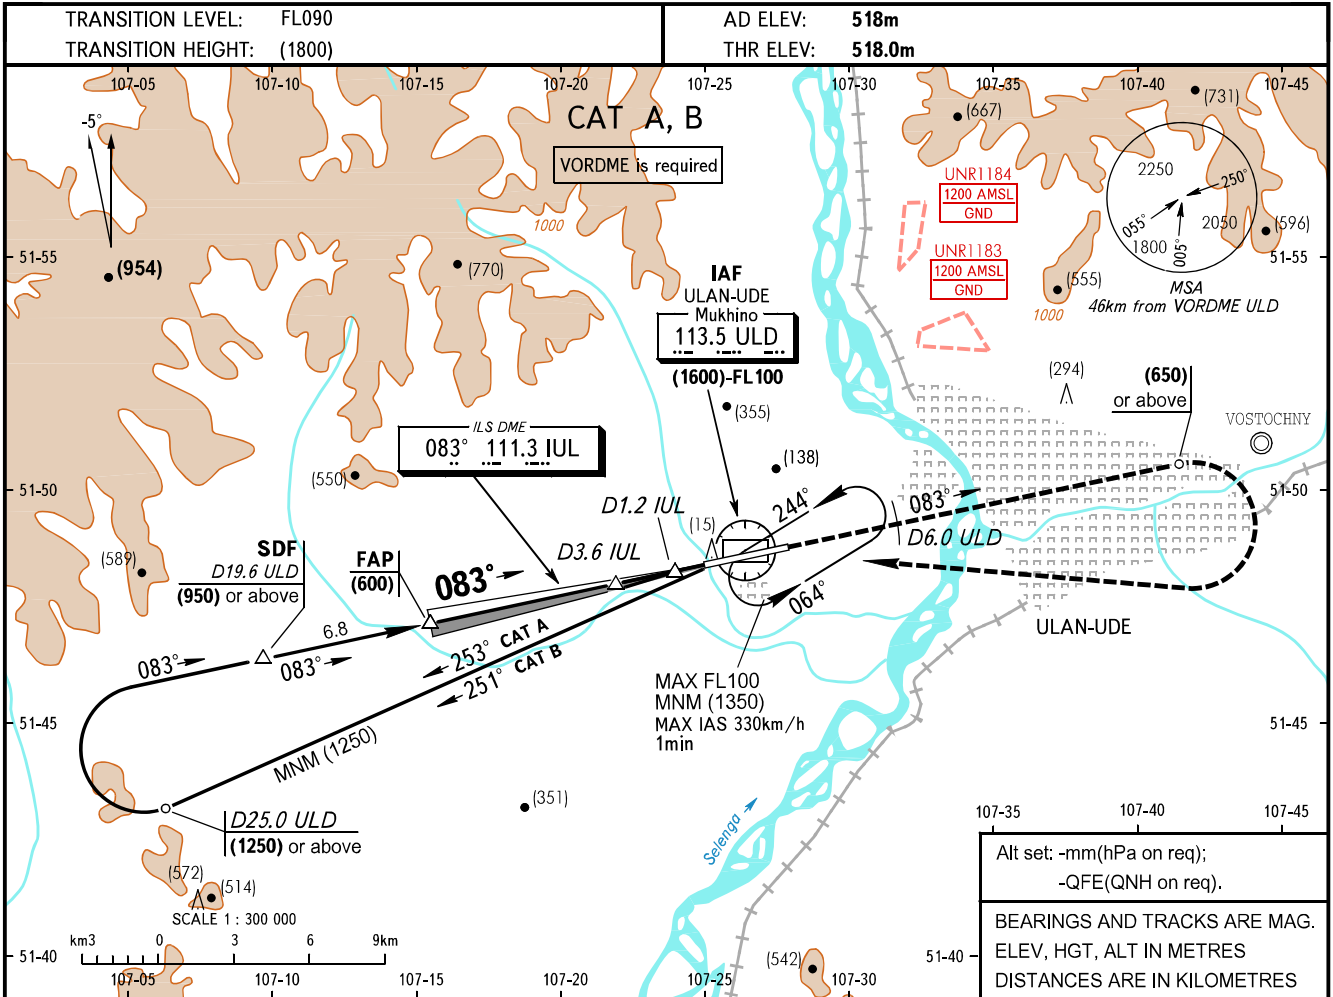 TRANSITION LEVEL: FL090
TRANSITION HEIGHT: (1800)
AD ELEV: 518m
THR ELEV: 518.0m
107-05 107-10 107-15 107-20 107-25 107-30 107-35 107-40 107-45
CAT A, B
VORDME is required
-5°
(954)
(770)
1000
(667)
(731)
UNR1184
1200 AMSL
GND
UNR1183
1200 AMSL
GND
2250
250°
055°
2050
1800
005°
(596)
(555)
1000
MSA
46km from VORDME ULD
51-55
51-55
IAF
ULAN-UDE
Mukhino
113.5 ULD
(1600)-FL100
(355)
(294)
(650)
or above
VOSTOCHNY
ILS DME
083° 111.3 IUL
(550)
(138)
51-50
51-50
D1.2 IUL
244°
083°
(15)
D6.0 ULD
(589)
SDF
D19.6 ULD
(950) or above
FAP
(600)
083°
D3.6 IUL
064°
ULAN-UDE
6.8
083°
083°
253° CAT A
251° CAT B
MAX FL100
MNM (1350)
MAX IAS 330km/h
1min
51-45
51-45
MNM (1250)
(351)
D25.0 ULD
(1250) or above
Selenga
107-35 107-40 107-45
(572)
(514)
SCALE 1 : 300 000
km3 0 3 6 9km
51-40
51-40
(542)
107-05 107-10 107-15 107-20 107-25 107-30
Alt set: -mm(hPa on req);
-QFE(QNH on req).
BEARINGS AND TRACKS ARE MAG.
ELEV, HGT, ALT IN METRES
DISTANCES ARE IN KILOMETRES